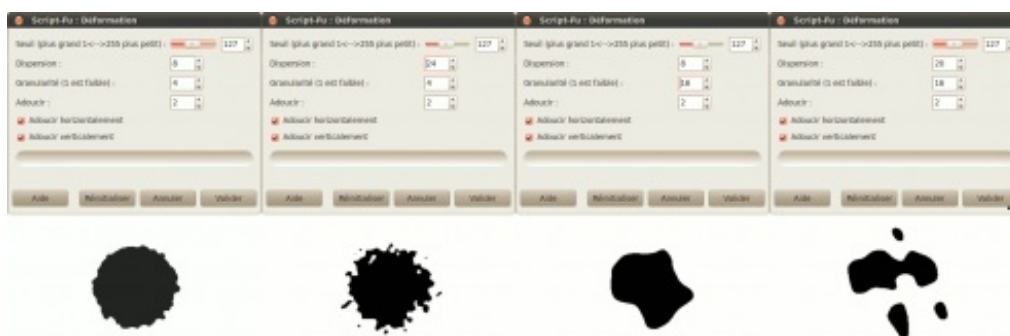 Script-Fu : Déformation
Seuil (plus grand 1<-->255 plus petit) : 127
Dispersion : 8
Granularité (1 est faible) : 4
Adoucir : 2
Adoucir horizontalement
Adoucir verticalement
Aide Réinitialiser Annuler Valider
Script-Fu : Déformation
Seuil (plus grand 1<-->255 plus petit) : 127
Dispersion : 24
Granularité (1 est faible) : 4
Adoucir : 2
Adoucir horizontalement
Adoucir verticalement
Aide Réinitialiser Annuler Valider
Script-Fu : Déformation
Seuil (plus grand 1<-->255 plus petit) : 127
Dispersion : 8
Granularité (1 est faible) : 16
Adoucir : 2
Adoucir horizontalement
Adoucir verticalement
Aide Réinitialiser Annuler Valider
Script-Fu : Déformation
Seuil (plus grand 1<-->255 plus petit) : 127
Dispersion :
Granularité (1 est faible) : 16
Adoucir : 2
Adoucir horizontalement
Adoucir verticalement
Aide Réinitialiser Annuler Valider